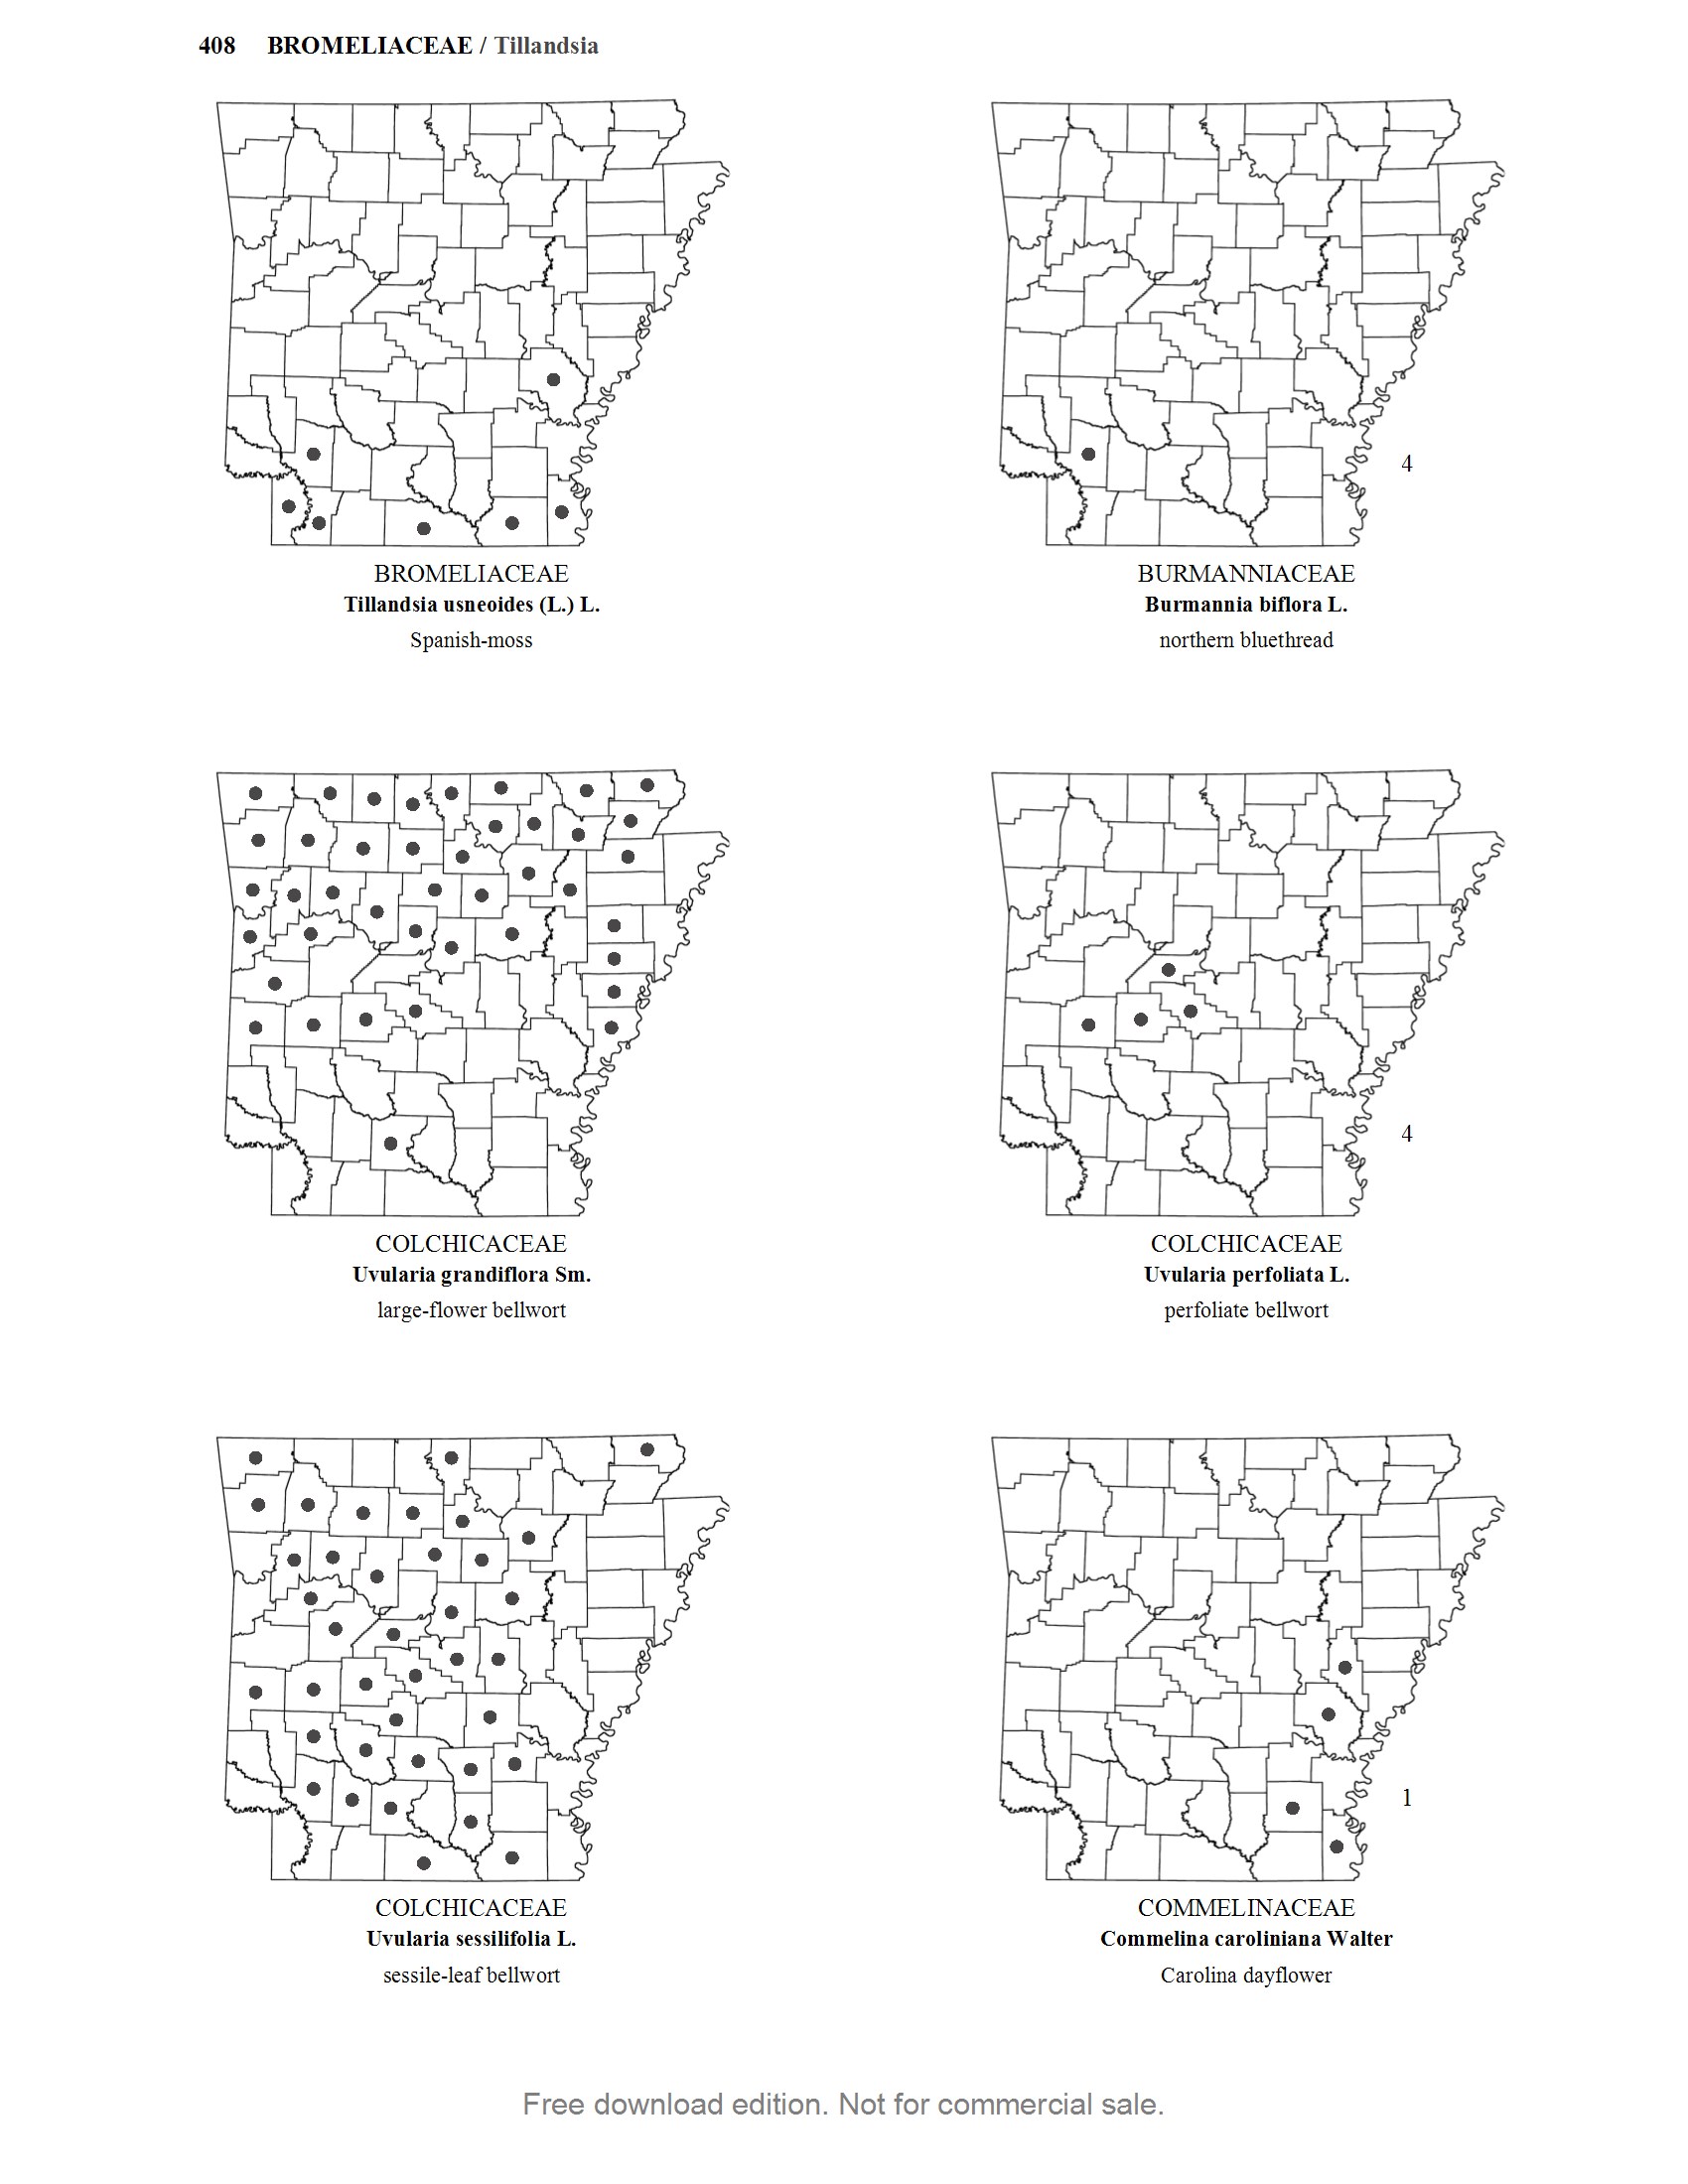 408 BROMELIACEAE / Tillandsia
BROMELIACEAE
Tillandsia usneoides (L.) L.
Spanish-moss
4
BURMANNIACEAE
Burmannia biflora L.
northern bluethread
COLCHICACEAE
Uvularia grandiflora Sm.
large-flower bellwort
4
COLCHICACEAE
Uvularia perfoliata L.
perfoliate bellwort
COLCHICACEAE
Uvularia sessilifolia L.
sessile-leaf bellwort
1
COMMELINACEAE
Commelina caroliniana Walter
Carolina dayflower
Free download edition. Not for commercial sale.